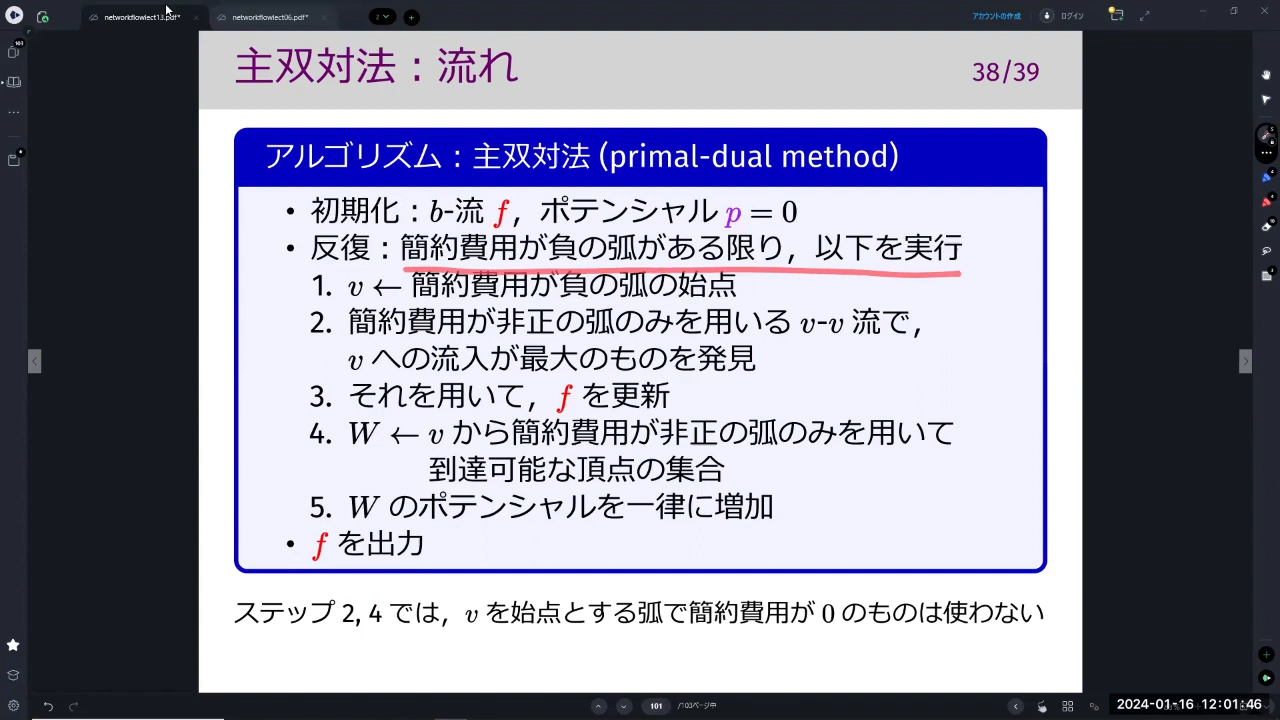 networkflowlect13.pdf*
networkflowlect06.pdf*
2
アカウントの作成
ログイン
主双対法：流れ
38/39
アルゴリズム：主双対法 (primal-dual method)
• 初期化：b-流 f，ポテンシャル p = 0
• 反復：簡約費用が負の弧がある限り，以下を実行
1. v ← 簡約費用が負の弧の始点
2. 簡約費用が非正の弧のみを用いる v-v 流で，
v への流入が最大のものを発見
3. それを用いて，f を更新
4. W ← v から簡約費用が非正の弧のみを用いて
到達可能な頂点の集合
5. W のポテンシャルを一律に増加
• f を出力
ステップ 2, 4 では，v を始点とする弧で簡約費用が 0 のものは使わない
101
/103ページ中
2024-01-16 12:01:46